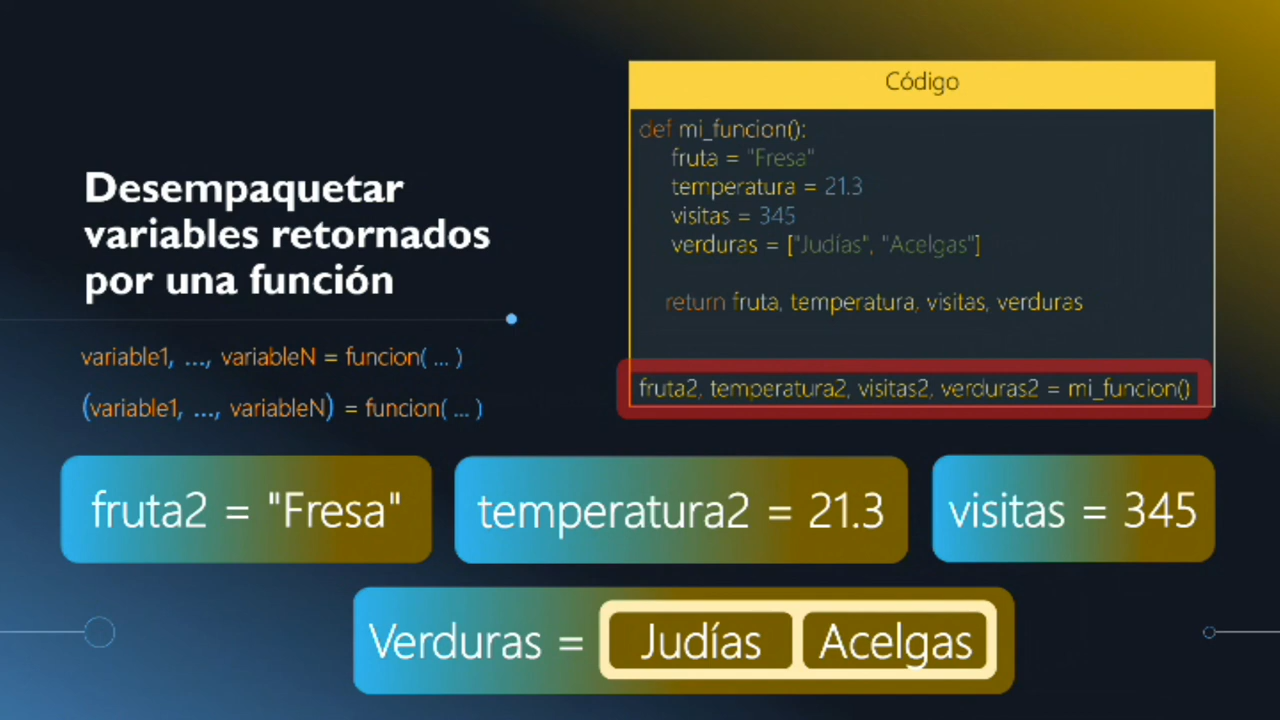 Desempaquetar
variables retornados
por una función
variable1, ..., variableN = funcion( ... )
(variable1, ..., variableN) = funcion( ... )
Código
def mi_funcion():
fruta = "Fresa"
temperatura = 21.3
visitas = 345
verduras = ["Judías", "Acelgas"]
return fruta, temperatura, visitas, verduras
fruta2, temperatura2, visitas2, verduras2 = mi_funcion()
fruta2 = "Fresa"
temperatura2 = 21.3
visitas = 345
Verduras = Judías Acelgas